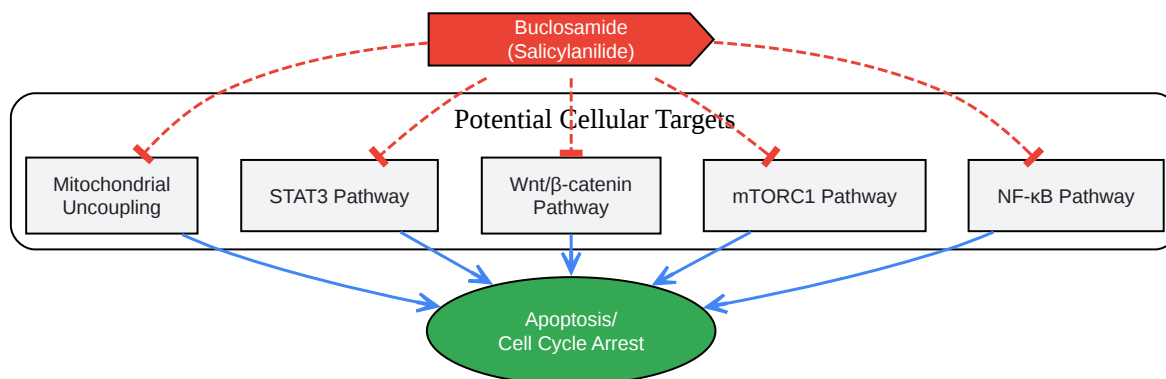 Buclosamide
(Salicylanilide)
Potential Cellular Targets
Mitochondrial
Uncoupling
STAT3 Pathway
Wnt/β-catenin
Pathway
mTORC1 Pathway
NF-κB Pathway
Apoptosis/
Cell Cycle Arrest